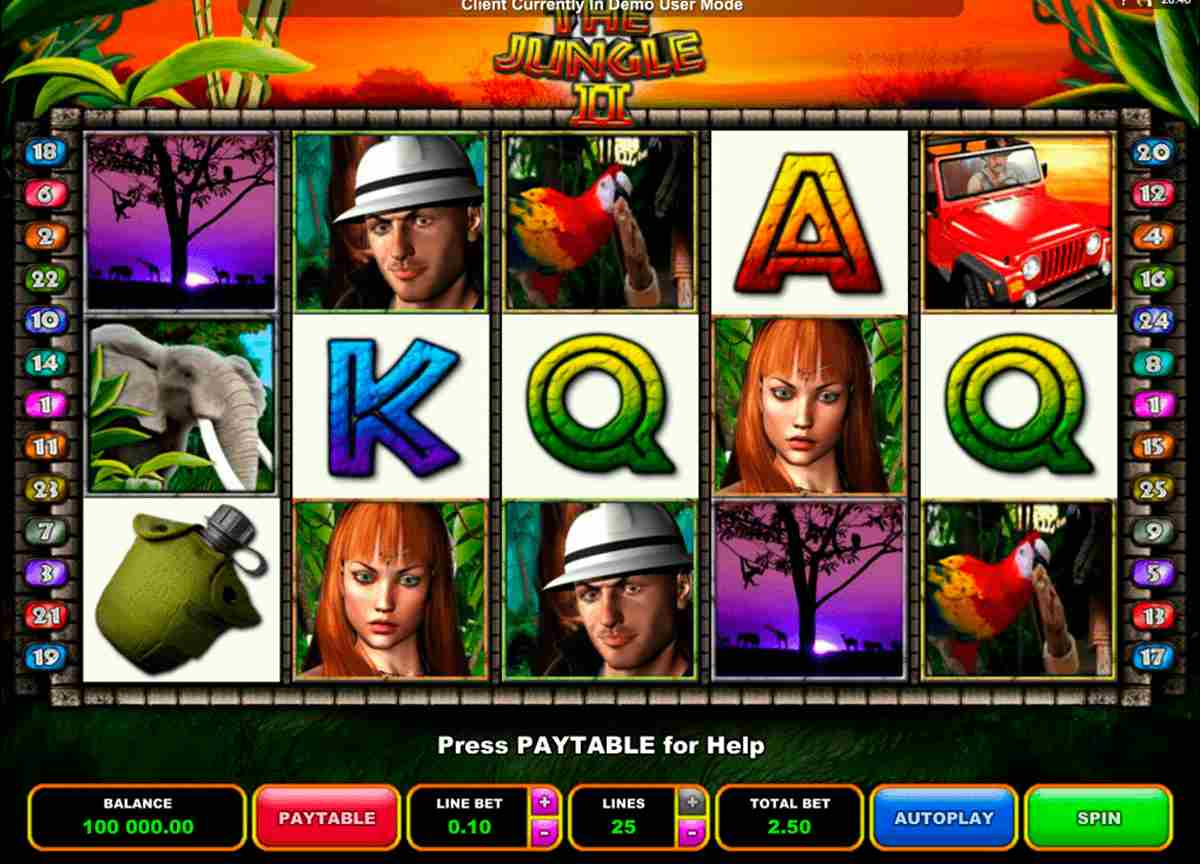 Client Currently In Demo User Mode
THE
JUNGLE
II
18
20
6
12
2
4
22
16
10
24
14
8
1
1
11
15
23
25
7
9
3
5
21
13
19
17
A
K
Q
Q
Press PAYTABLE for Help
BALANCE
100 000.00
PAYTABLE
LINE BET
0.10
+
-
LINES
25
+
-
TOTAL BET
2.50
AUTOPLAY
SPIN